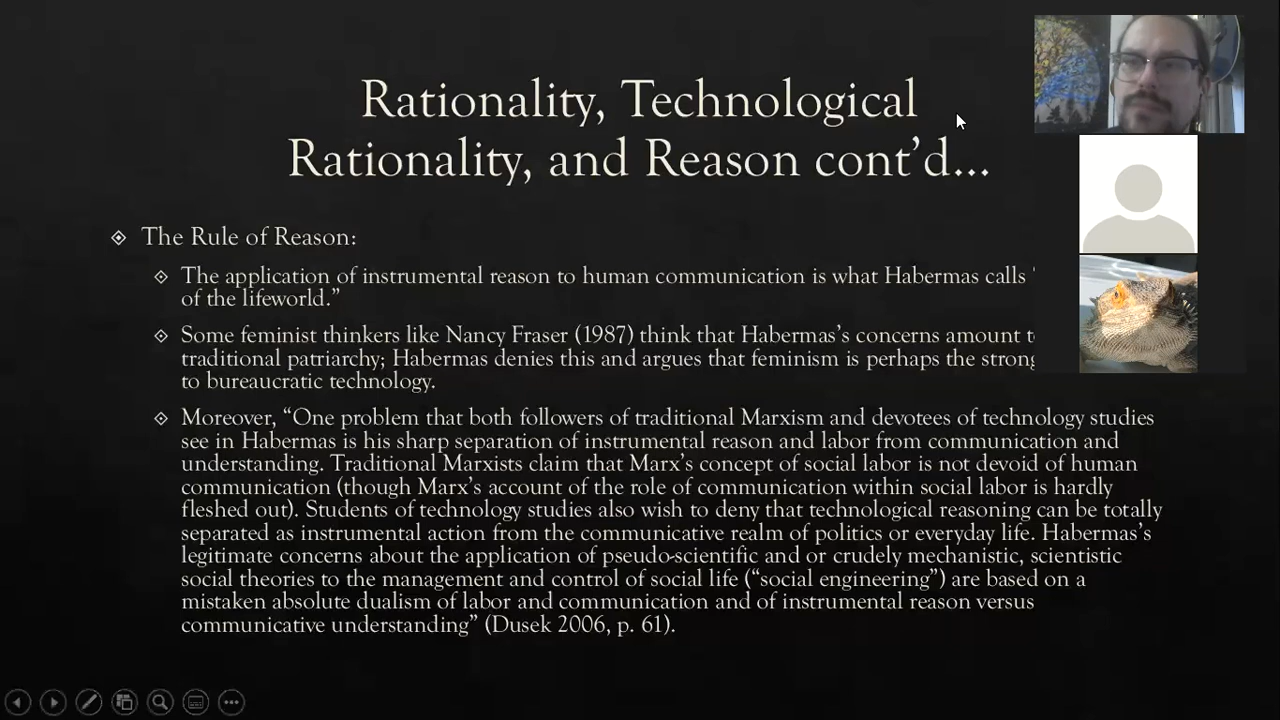 Rationality, Technological
Rationality, and Reason cont’d...
The Rule of Reason:
The application of instrumental reason to human communication is what Habermas calls
of the lifeworld.”
Some feminist thinkers like Nancy Fraser (1987) think that Habermas’s concerns amount
traditional patriarchy; Habermas denies this and argues that feminism is perhaps the
to bureaucratic technology.
Moreover, “One problem that both followers of traditional Marxism and devotees of technology studies
see in Habermas is his sharp separation of instrumental reason and labor from communication and
understanding. Traditional Marxists claim that Marx’s concept of social labor is not devoid of human
communication (though Marx’s account of the role of communication within social labor is hardly
fleshed out). Students of technology studies also wish to deny that technological reasoning can be totally
separated as instrumental action from the communicative realm of politics or everyday life. Habermas’s
legitimate concerns about the application of pseudo-scientific and or crudely mechanistic, scientistic
social theories to the management and control of social life (“social engineering”) are based on a
mistaken absolute dualism of labor and communication and of instrumental reason versus
communicative understanding” (Dusek 2006, p. 61).